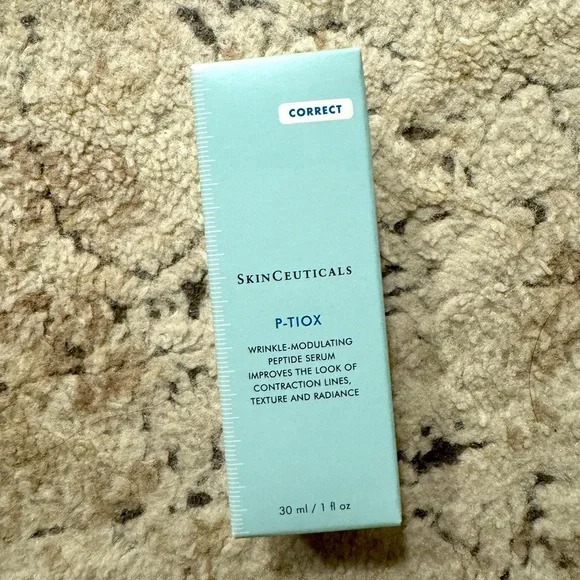 CORRECT
SKINCEUTICALS
P-TIOX
WRINKLE-MODULATING
PEPTIDE SERUM
IMPROVES THE LOOK OF
CONTRACTION LINES,
TEXTURE AND RADIANCE
30 ml / 1 fl oz